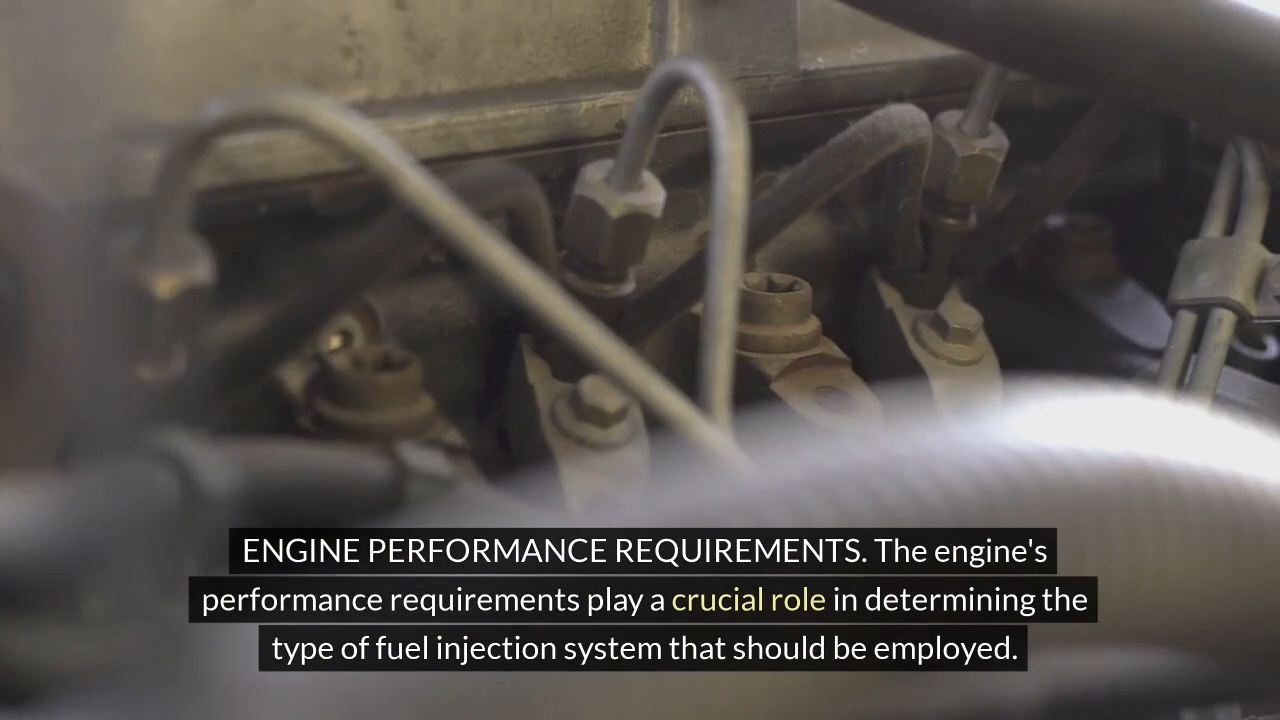 ENGINE PERFORMANCE REQUIREMENTS. The engine's
performance requirements play a crucial role in determining the
type of fuel injection system that should be employed.